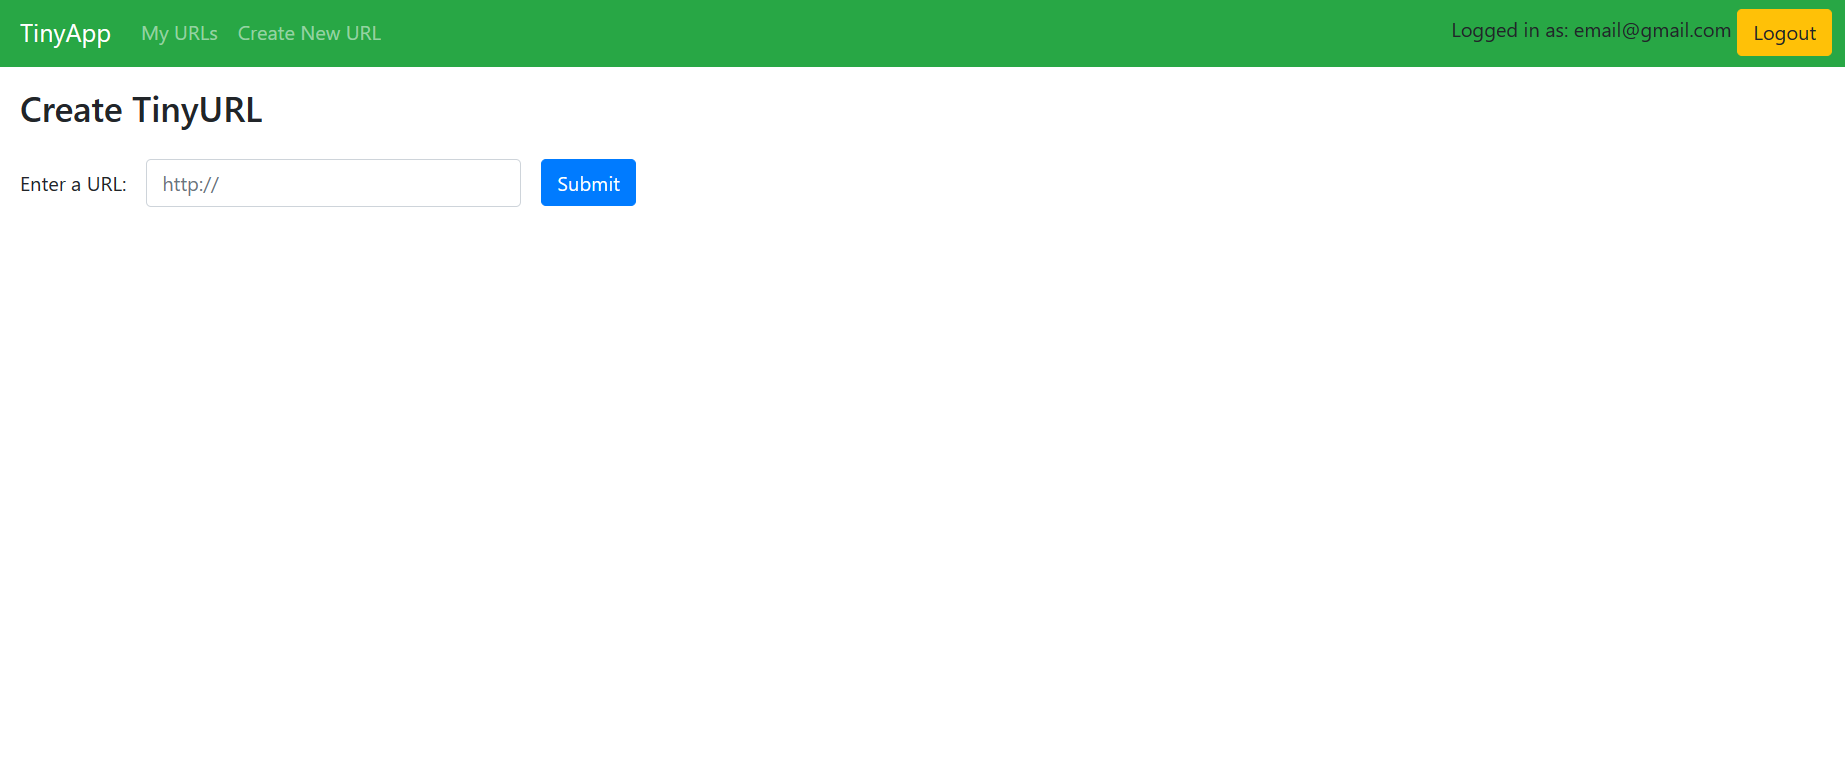 TinyApp My URLs Create New URL Logged in as: email@gmail.com Logout
Create TinyURL
Enter a URL: http:// Submit